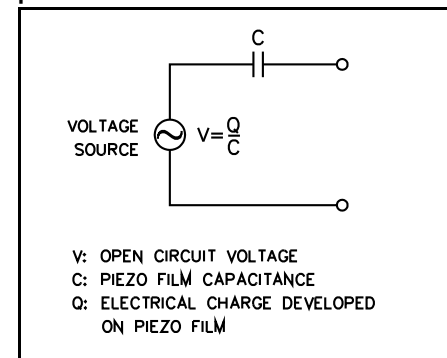 C
VOLTAGE
SOURCE
V=Q/C
V: OPEN CIRCUIT VOLTAGE
C: PIEZO FILM CAPACITANCE
Q: ELECTRICAL CHARGE DEVELOPED
ON PIEZO FILM